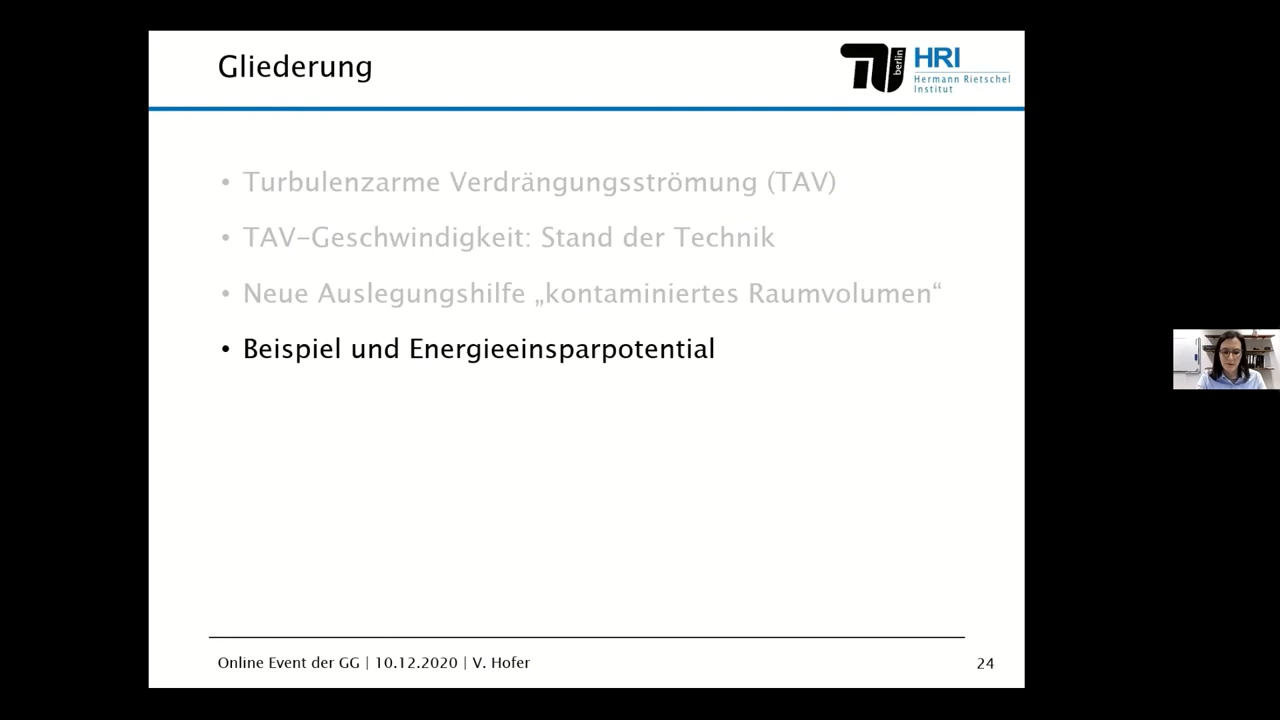 Gliederung
berlin
HRI
Hermann Rietschel
Institut
• Turbulenzarme Verdrängungsströmung (TAV)
• TAV-Geschwindigkeit: Stand der Technik
• Neue Auslegungshilfe „kontaminiertes Raumvolumen“
• Beispiel und Energieeinsparpotential
Online Event der GG | 10.12.2020 | V. Hofer
24